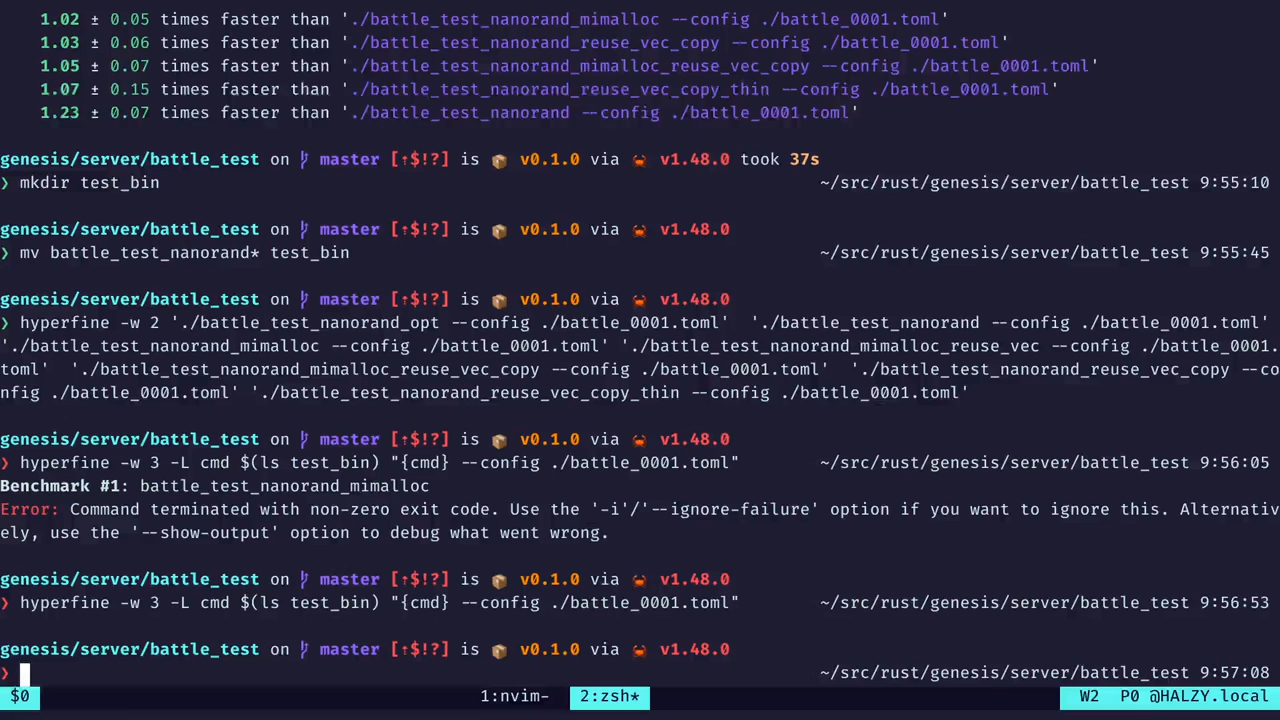 1.02 ± 0.05 times faster than './battle_test_nanorand_mimalloc --config ./battle_0001.toml'
1.03 ± 0.06 times faster than './battle_test_nanorand_reuse_vec_copy --config ./battle_0001.toml'
1.05 ± 0.07 times faster than './battle_test_nanorand_mimalloc_reuse_vec_copy --config ./battle_0001.toml'
1.07 ± 0.15 times faster than './battle_test_nanorand_reuse_vec_copy_thin --config ./battle_0001.toml'
1.23 ± 0.07 times faster than './battle_test_nanorand --config ./battle_0001.toml'
genesis/server/battle_test on master [↑$!?] is 📦 v0.1.0 via 🦀 v1.48.0 took 37s
❯ mkdir test_bin ~/src/rust/genesis/server/battle_test 9:55:10
genesis/server/battle_test on master [↑$!?] is 📦 v0.1.0 via 🦀 v1.48.0
❯ mv battle_test_nanorand* test_bin ~/src/rust/genesis/server/battle_test 9:55:45
genesis/server/battle_test on master [↑$!?] is 📦 v0.1.0 via 🦀 v1.48.0
❯ hyperfine -w 2 './battle_test_nanorand_opt --config ./battle_0001.toml' './battle_test_nanorand --config ./battle_0001.toml'
'./battle_test_nanorand_mimalloc --config ./battle_0001.toml' './battle_test_nanorand_mimalloc_reuse_vec --config ./battle_0001.
toml' './battle_test_nanorand_mimalloc_reuse_vec_copy --config ./battle_0001.toml' './battle_test_nanorand_reuse_vec_copy --co
nfig ./battle_0001.toml' './battle_test_nanorand_reuse_vec_copy_thin --config ./battle_0001.toml'
genesis/server/battle_test on master [↑$!?] is 📦 v0.1.0 via 🦀 v1.48.0
❯ hyperfine -w 3 -L cmd $(ls test_bin) "{cmd} --config ./battle_0001.toml" ~/src/rust/genesis/server/battle_test 9:56:05
Benchmark #1: battle_test_nanorand_mimalloc
Error: Command terminated with non-zero exit code. Use the '-i'/'--ignore-failure' option if you want to ignore this. Alternativ
ely, use the '--show-output' option to debug what went wrong.
genesis/server/battle_test on master [↑$!?] is 📦 v0.1.0 via 🦀 v1.48.0
❯ hyperfine -w 3 -L cmd $(ls test_bin) "{cmd} --config ./battle_0001.toml" ~/src/rust/genesis/server/battle_test 9:56:53
genesis/server/battle_test on master [↑$!?] is 📦 v0.1.0 via 🦀 v1.48.0
❯ ~/src/rust/genesis/server/battle_test 9:57:08
$0 1:nvim- 2:zsh* W2 P0 @HALZY.local